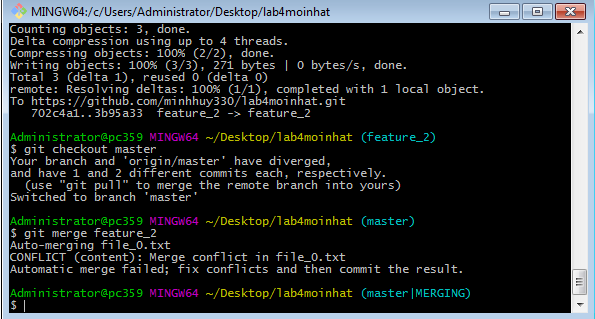 MINGW64:/c/Users/Administrator/Desktop/lab4moinhat
Counting objects: 3, done.
Delta compression using up to 4 threads.
Compressing objects: 100% (2/2), done.
Writing objects: 100% (3/3), 271 bytes | 0 bytes/s, done.
Total 3 (delta 1), reused 0 (delta 0)
remote: Resolving deltas: 100% (1/1), completed with 1 local object.
To https://github.com/minhhuy330/lab4moinhat.git
   702c4a1..3b95a33  feature_2 -> feature_2
Administrator@pc359 MINGW64 ~/Desktop/lab4moinhat (feature_2)
$ git checkout master
Your branch and 'origin/master' have diverged,
and have 1 and 2 different commits each, respectively.
  (use "git pull" to merge the remote branch into yours)
Switched to branch 'master'
Administrator@pc359 MINGW64 ~/Desktop/lab4moinhat (master)
$ git merge feature_2
Auto-merging file_0.txt
CONFLICT (content): Merge conflict in file_0.txt
Automatic merge failed; fix conflicts and then commit the result.
Administrator@pc359 MINGW64 ~/Desktop/lab4moinhat (master|MERGING)
$